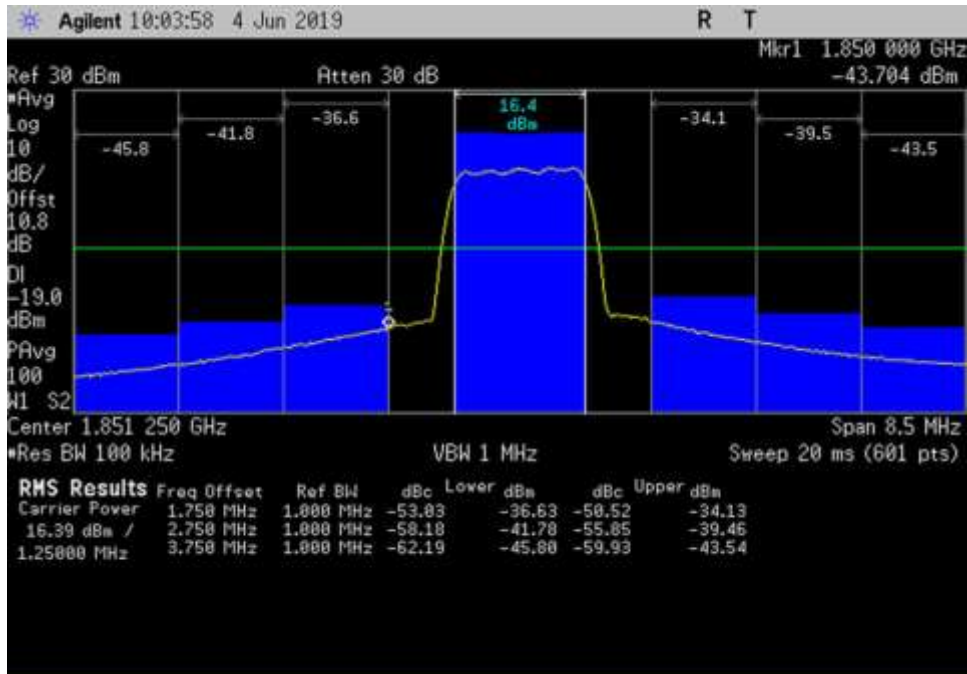 Agilent 10:03:58 4 Jun 2019 R T
Mkr1 1.850 000 GHz
Ref 30 dBm Atten 30 dB -43.704 dBm
#Avg
Log
10
dB/
Offst
10.8
dB
DI
-19.0
dBm
PAvg
100
W1 S2
-45.8
-41.8
-36.6
16.4
dBm
-34.1
-39.5
-43.5
1
Center 1.851 250 GHz Span 8.5 MHz
#Res BW 100 kHz VBW 1 MHz Sweep 20 ms (601 pts)
RMS Results Freq Offset Ref BW dBc Lower dBm dBc Upper dBm
Carrier Power 1.750 MHz 1.000 MHz -53.03 -36.63 -50.52 -34.13
16.39 dBm / 2.750 MHz 1.000 MHz -58.18 -41.78 -55.85 -39.46
1.25000 MHz 3.750 MHz 1.000 MHz -62.19 -45.80 -59.93 -43.54